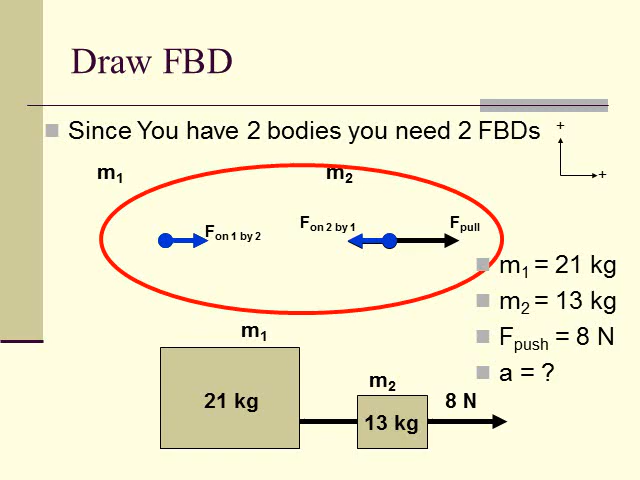 Draw FBD
Since You have 2 bodies you need 2 FBDs
+
+
m1
m2
Fon 1 by 2
Fon 2 by 1
Fpull
m1 = 21 kg
m2 = 13 kg
Fpush = 8 N
a = ?
m1
21 kg
m2
13 kg
8 N